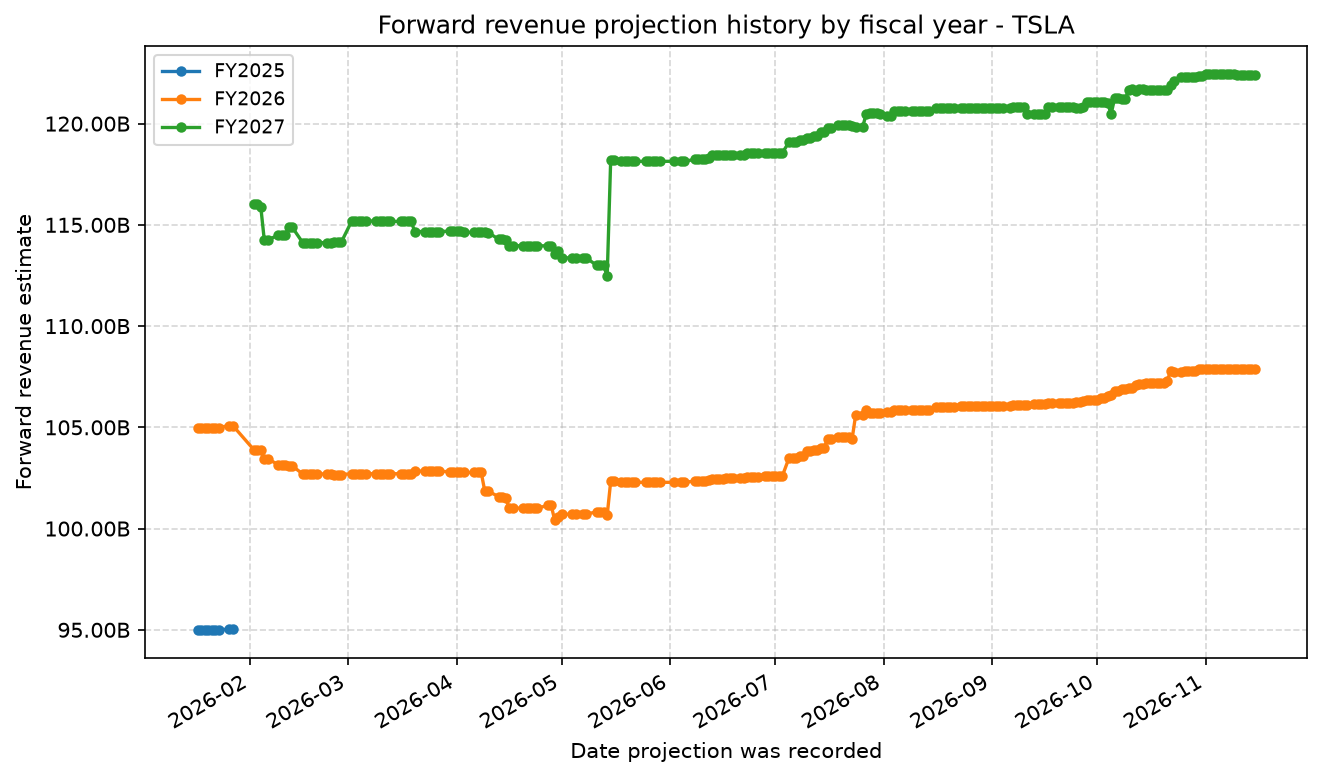 Forward revenue projection history by fiscal year - TSLA
FY2025
FY2026
FY2027
120.00B
115.00B
110.00B
105.00B
100.00B
95.00B
Forward revenue estimate
2026-02
2026-03
2026-04
2026-05
2026-06
2026-07
2026-08
2026-09
2026-10
2026-11
Date projection was recorded